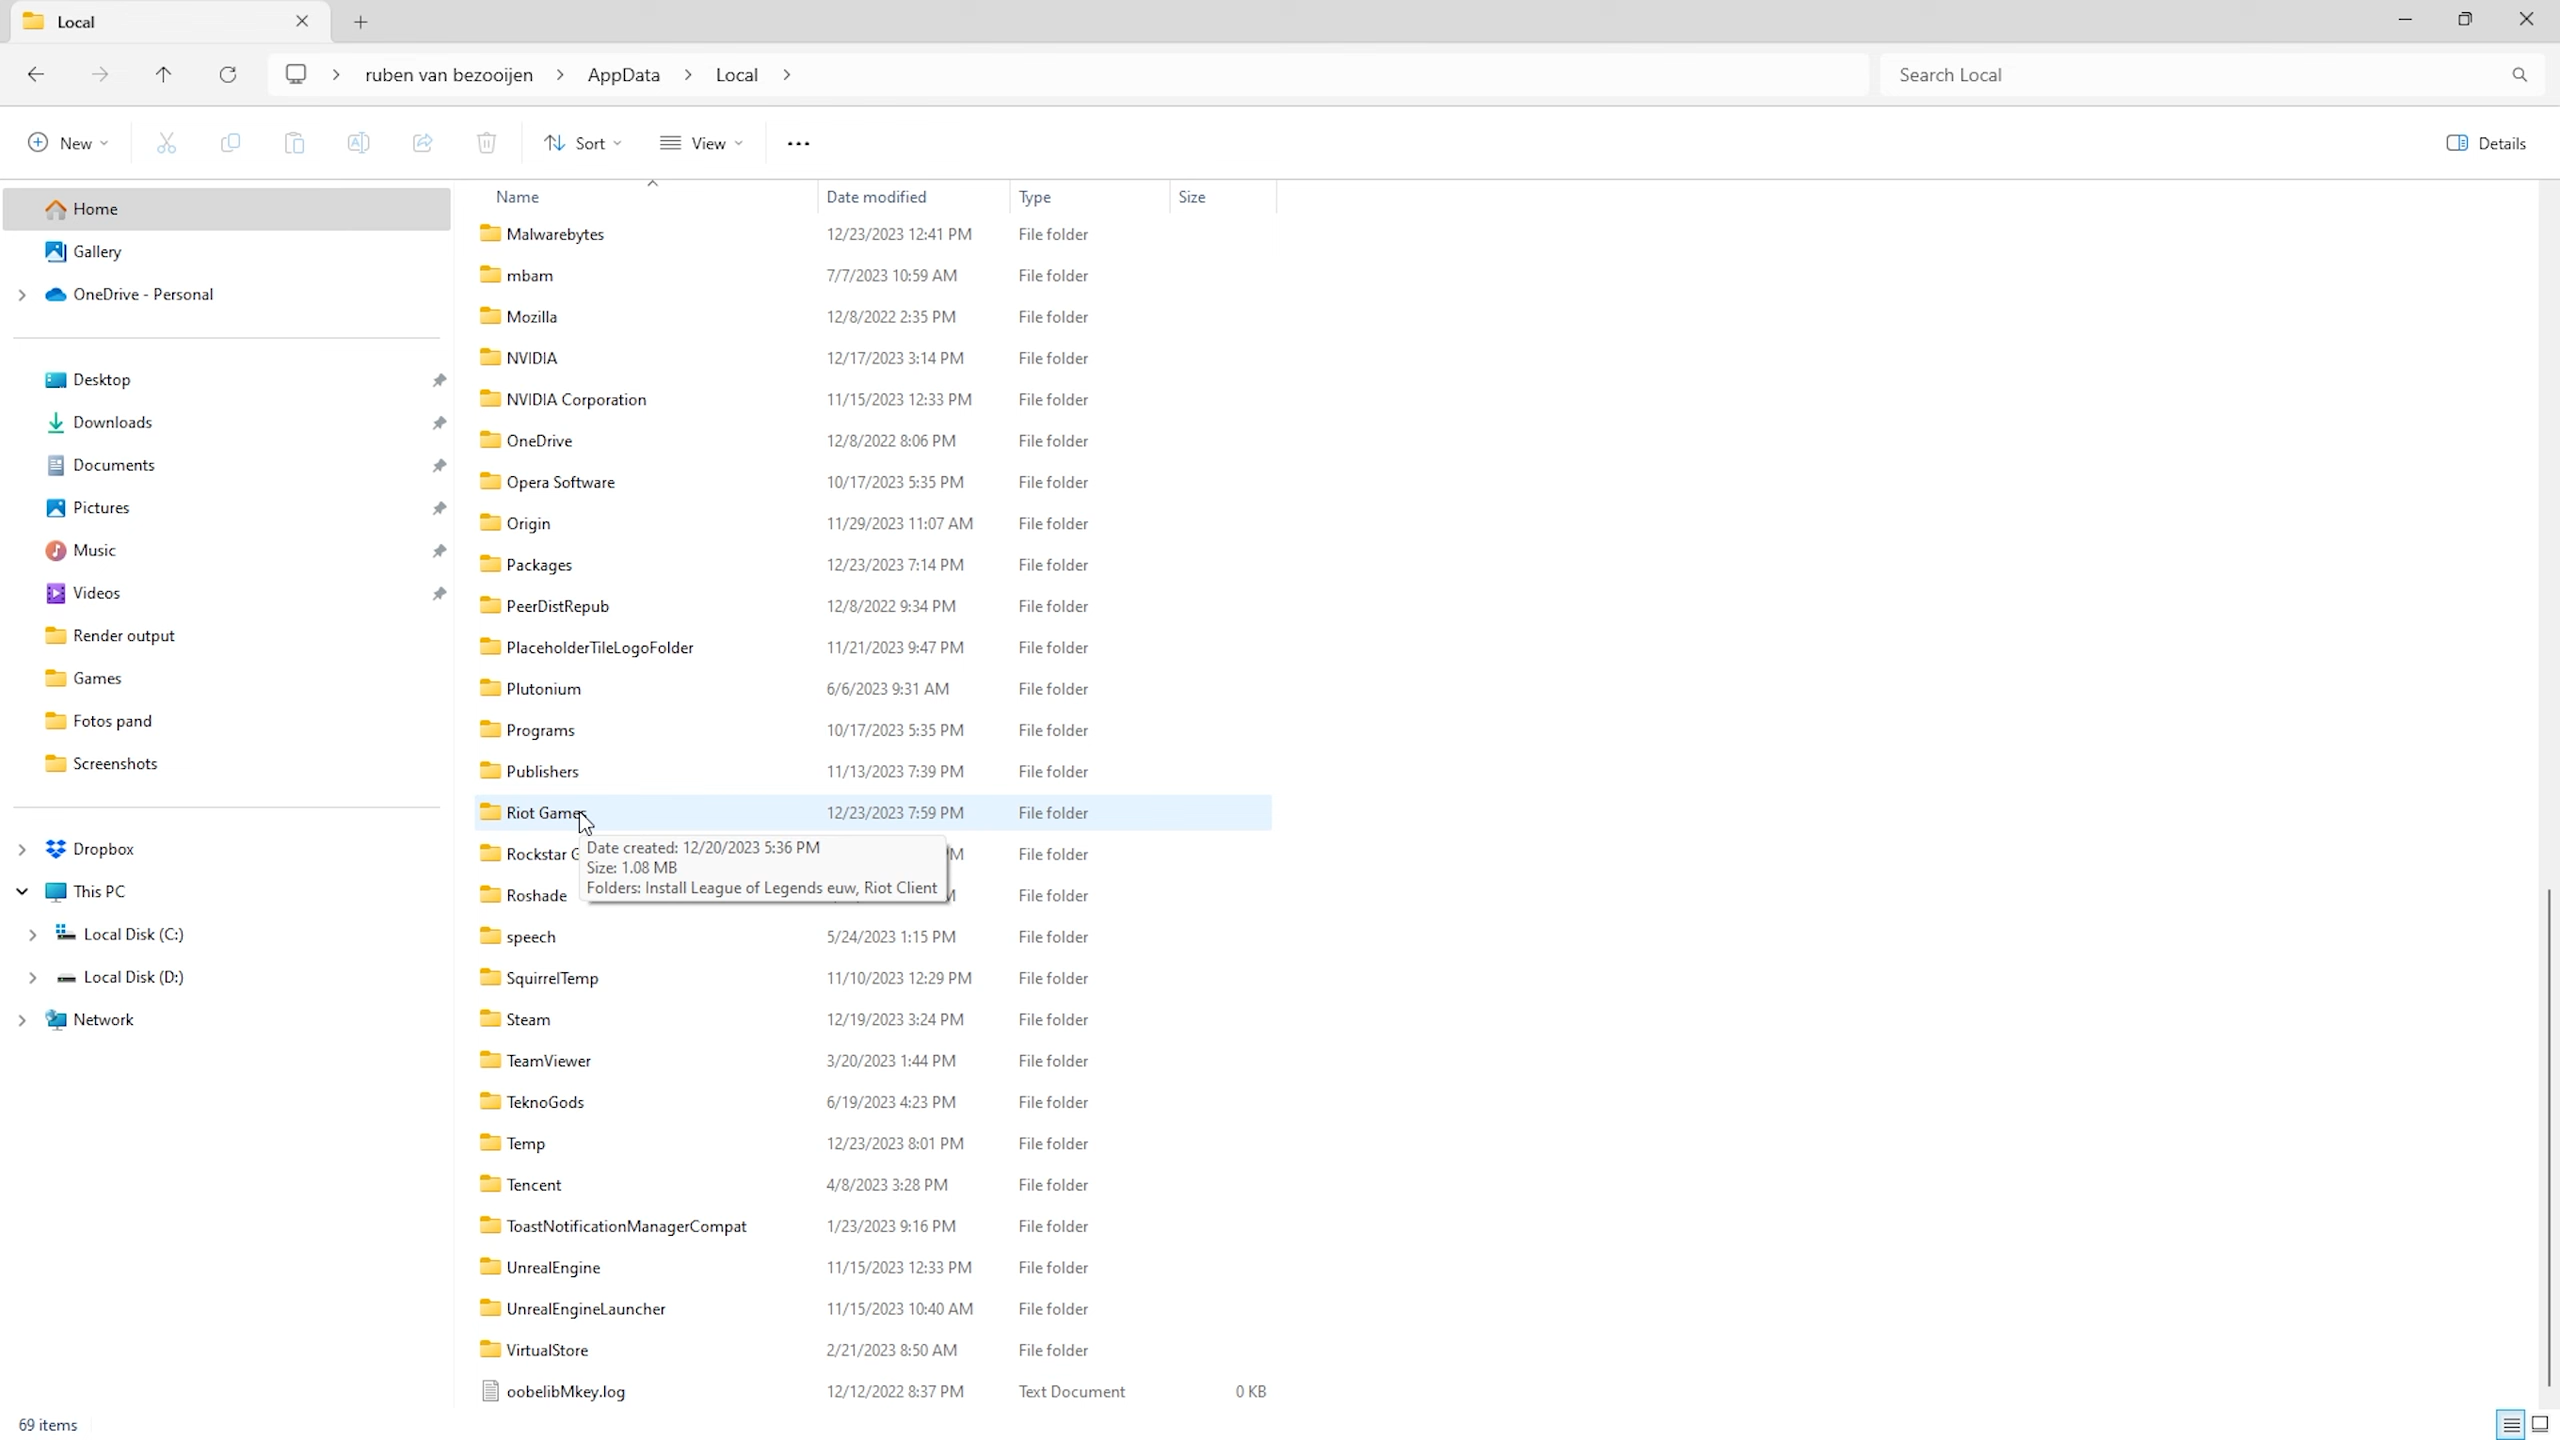 Local
ruben van bezooijen > AppData > Local >
Search Local
New
Sort
View
Details
Home
Gallery
OneDrive - Personal
Desktop
Downloads
Documents
Pictures
Music
Videos
Render output
Games
Fotos pand
Screenshots
Dropbox
This PC
Local Disk (C:)
Local Disk (D:)
Network
Name Date modified Type Size
Malwarebytes 12/23/2023 12:41 PM File folder
mbam 7/7/2023 10:59 AM File folder
Mozilla 12/8/2022 2:35 PM File folder
NVIDIA 12/17/2023 3:14 PM File folder
NVIDIA Corporation 11/15/2023 12:33 PM File folder
OneDrive 12/8/2022 8:06 PM File folder
Opera Software 10/17/2023 5:35 PM File folder
Origin 11/29/2023 11:07 AM File folder
Packages 12/23/2023 7:14 PM File folder
PeerDistRepub 12/8/2022 9:34 PM File folder
PlaceholderTileLogoFolder 11/21/2023 9:47 PM File folder
Plutonium 6/6/2023 9:31 AM File folder
Programs 10/17/2023 5:35 PM File folder
Publishers 11/13/2023 7:39 PM File folder
Riot Games 12/23/2023 7:59 PM File folder
Rockstar File folder
Roshade File folder
Date created: 12/20/2023 5:36 PM
Size: 1.08 MB
Folders: Install League of Legends euw, Riot Client
speech 5/24/2023 1:15 PM File folder
SquirrelTemp 11/10/2023 12:29 PM File folder
Steam 12/19/2023 3:24 PM File folder
TeamViewer 3/20/2023 1:44 PM File folder
TeknoGods 6/19/2023 4:23 PM File folder
Temp 12/23/2023 8:01 PM File folder
Tencent 4/8/2023 3:28 PM File folder
ToastNotificationManagerCompat 1/23/2023 9:16 PM File folder
UnrealEngine 11/15/2023 12:33 PM File folder
UnrealEngineLauncher 11/15/2023 10:40 AM File folder
VirtualStore 2/21/2023 8:50 AM File folder
oobelibMkey.log 12/12/2022 8:37 PM Text Document 0 KB
69 items